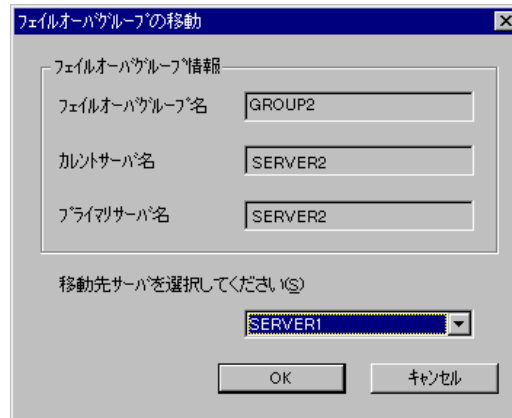 フェイルオーバグループの移動
フェイルオーバグループ情報
フェイルオーバグループ名
GROUP2
カレントサーバ名
SERVER2
プライマリサーバ名
SERVER2
移動先サーバを選択してください(S)
SERVER1
OK
キャンセル